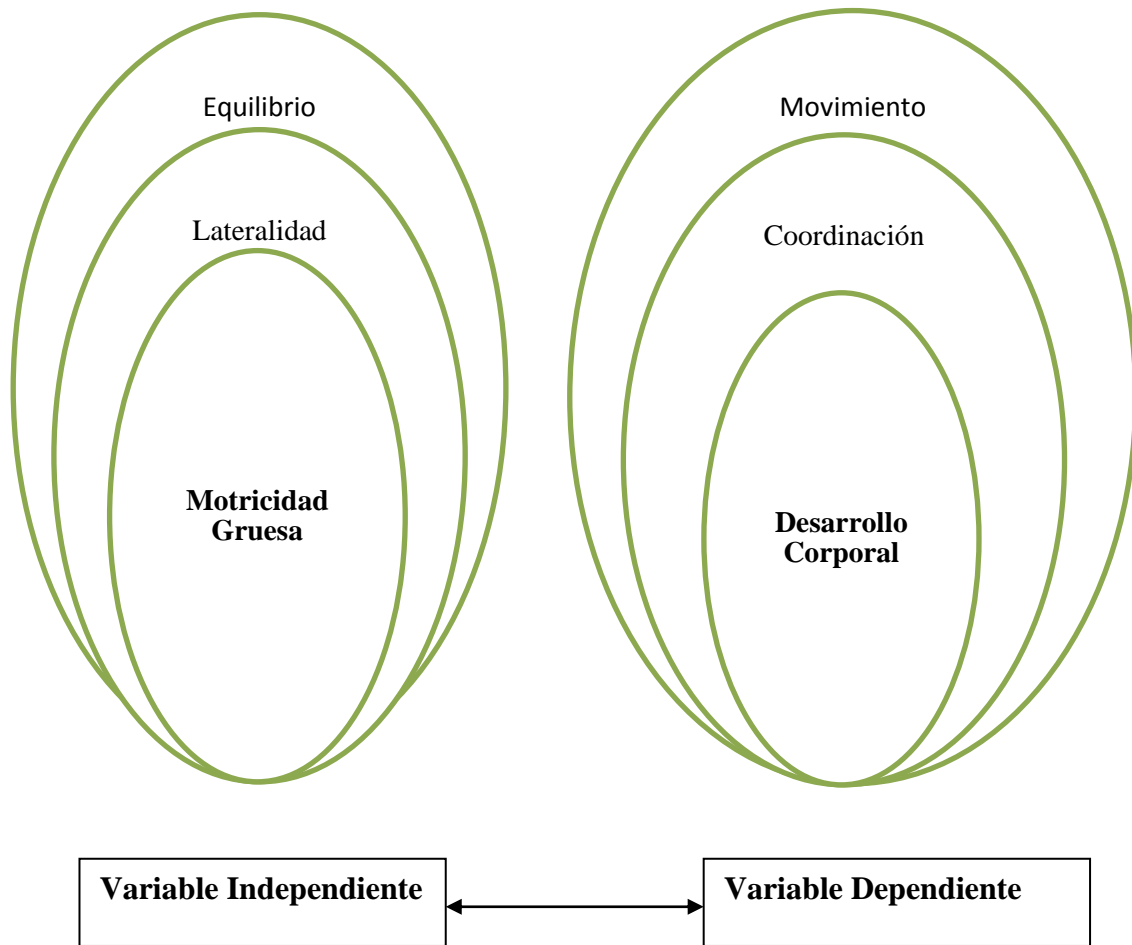 Equilibrio
Lateralidad
Motricidad
Gruesa
Movimiento
Coordinación
Desarrollo
Corporal
Variable Independiente
Variable Dependiente